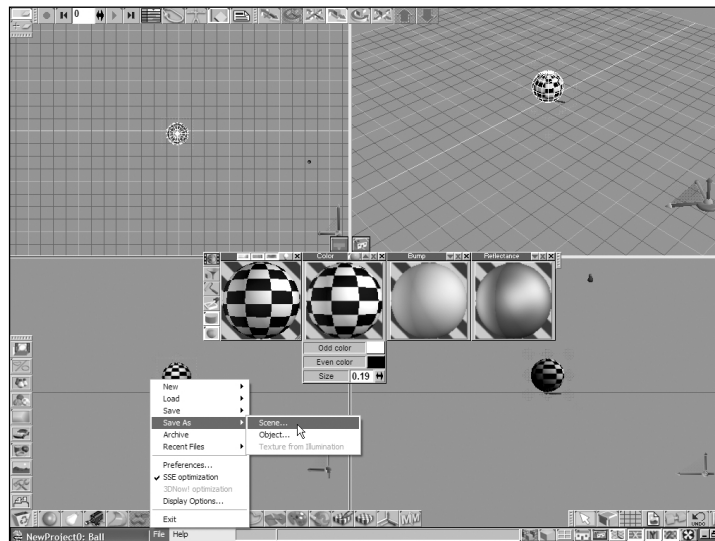 0
Color
Bump
Reflectance
Odd color
Even color
Size 0.19
New
Load
Save
Save As
Archive
Recent Files
Preferences...
SSE optimization
3DNow! optimization
Display Options...
Exit
Scene...
Object...
Texture from Illumination
UNDO
NewProject0: Ball
File Help